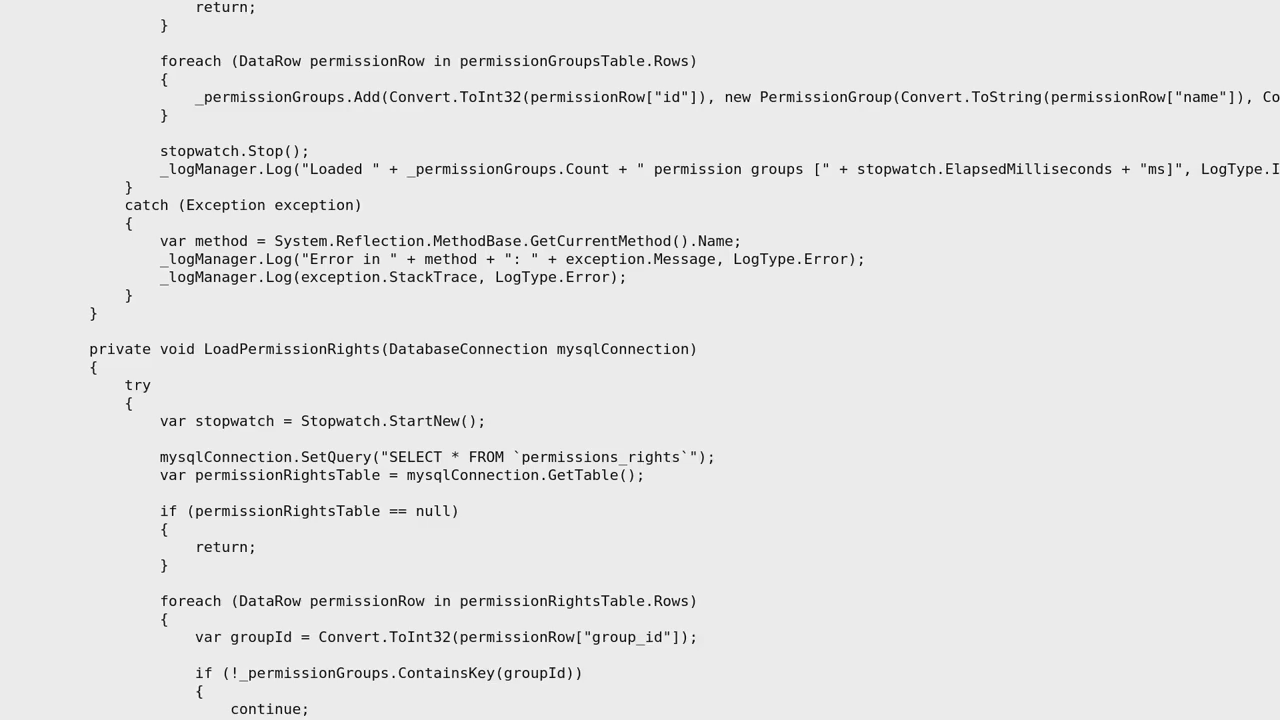 return;
}
foreach (DataRow permissionRow in permissionGroupsTable.Rows)
{
_permissionGroups.Add(Convert.ToInt32(permissionRow["id"]), new PermissionGroup(Convert.ToString(permissionRow["name"]), Co
}
stopwatch.Stop();
_logManager.Log("Loaded " + _permissionGroups.Count + " permission groups [" + stopwatch.ElapsedMilliseconds + "ms]", LogType.I
}
catch (Exception exception)
{
var method = System.Reflection.MethodBase.GetCurrentMethod().Name;
_logManager.Log("Error in " + method + ": " + exception.Message, LogType.Error);
_logManager.Log(exception.StackTrace, LogType.Error);
}
}
private void LoadPermissionRights(DatabaseConnection mysqlConnection)
{
try
{
var stopwatch = Stopwatch.StartNew();
mysqlConnection.SetQuery("SELECT * FROM `permissions_rights`");
var permissionRightsTable = mysqlConnection.GetTable();
if (permissionRightsTable == null)
{
return;
}
foreach (DataRow permissionRow in permissionRightsTable.Rows)
{
var groupId = Convert.ToInt32(permissionRow["group_id"]);
if (!_permissionGroups.ContainsKey(groupId))
{
continue;